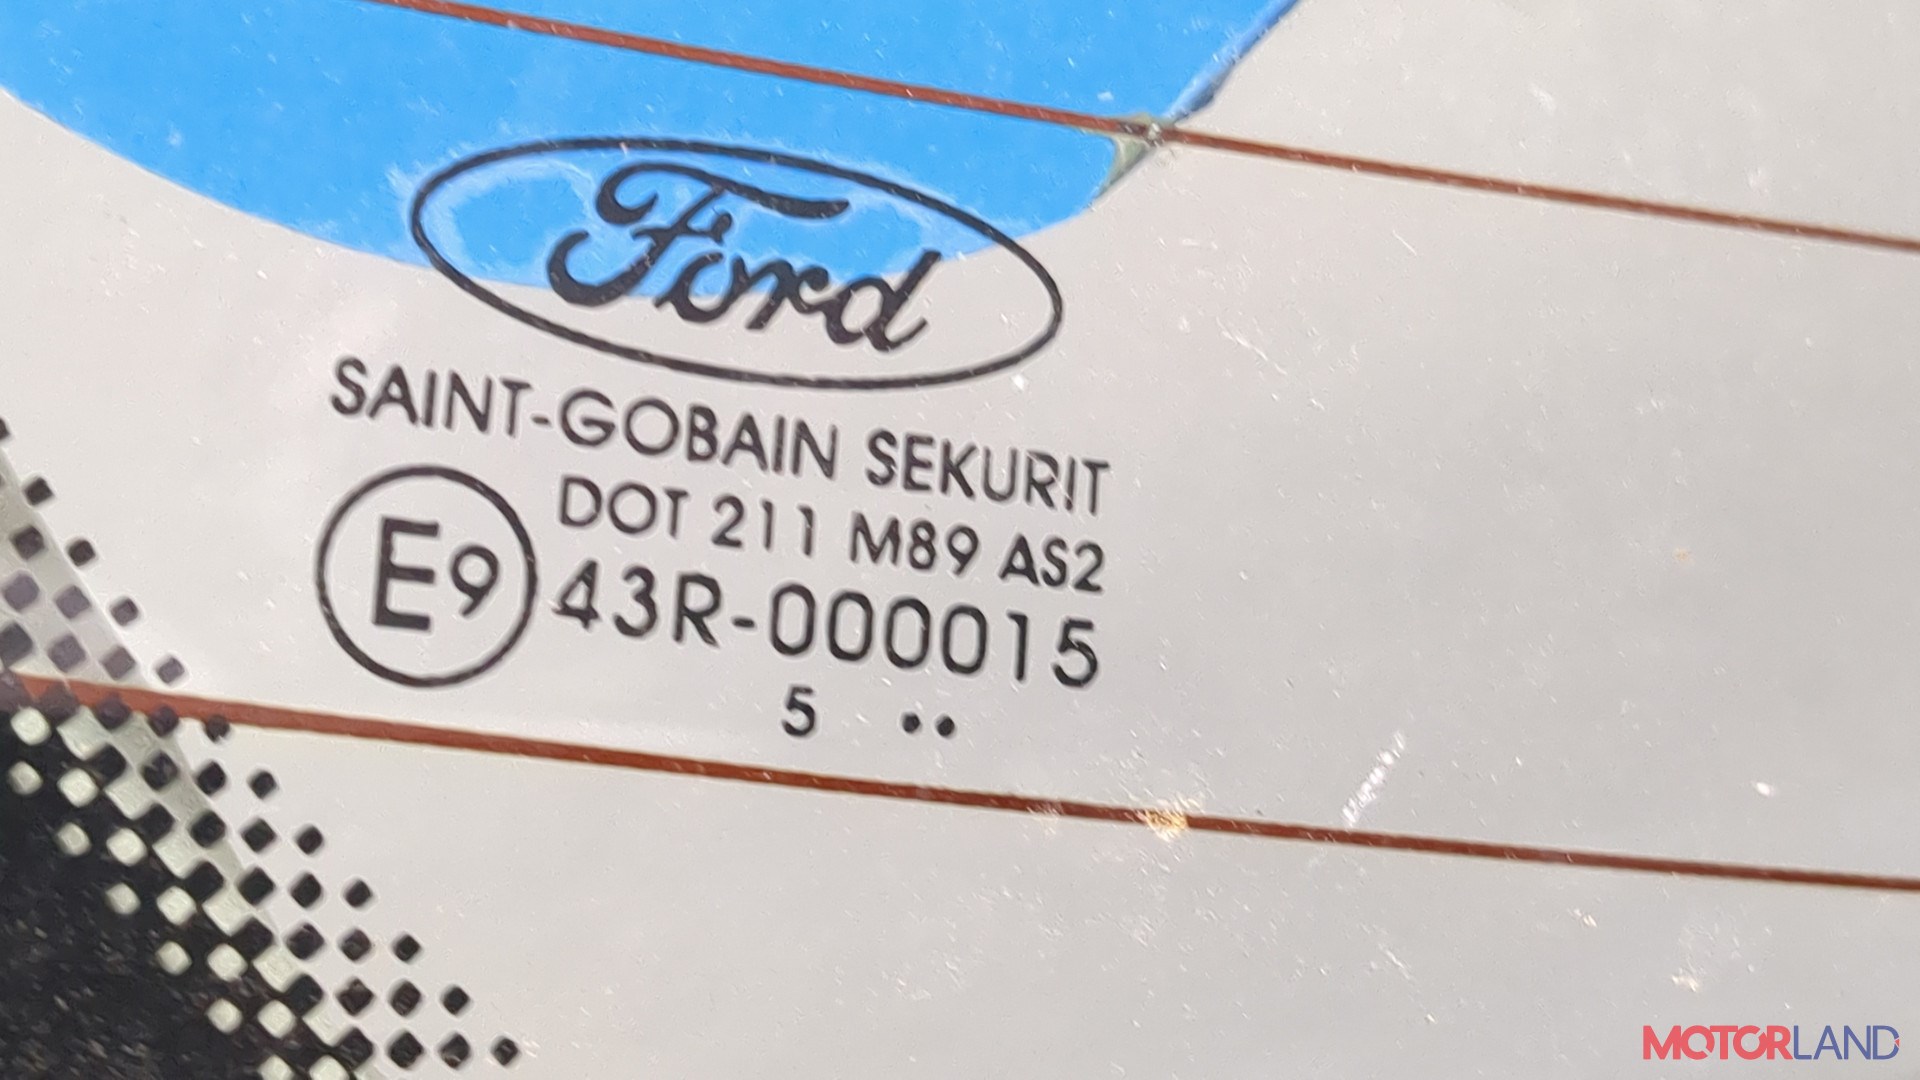 Ford
SAINT-GOBAIN SEKURIT
DOT 211 M89 AS2
E9 43R-000015
5 ••
MOTORLAND